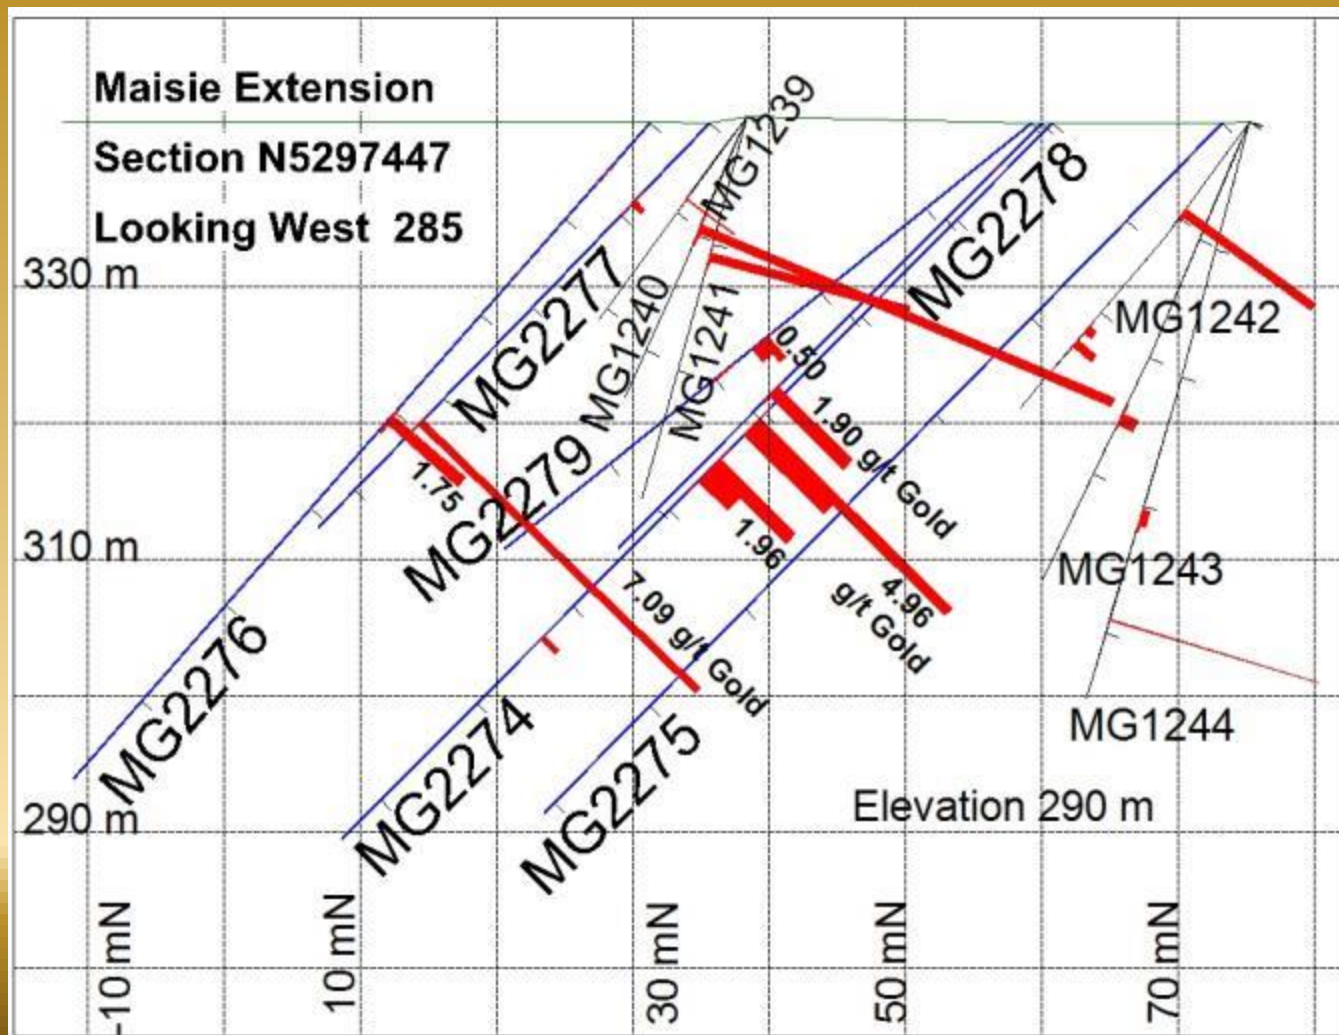 Maisie Extension
Section N5297447
Looking West 285
MG1239
MG2278
330 m
MG2277
MG1240
MG1241
MG1242
0.50
1.90 g/t Gold
1.75
MG2279
1.96
4.96
g/t Gold
310 m
MG1243
7.09 g/t Gold
MG2276
MG2274
MG2275
MG1244
290 m
Elevation 290 m
-10 mN
10 mN
30 mN
50 mN
70 mN